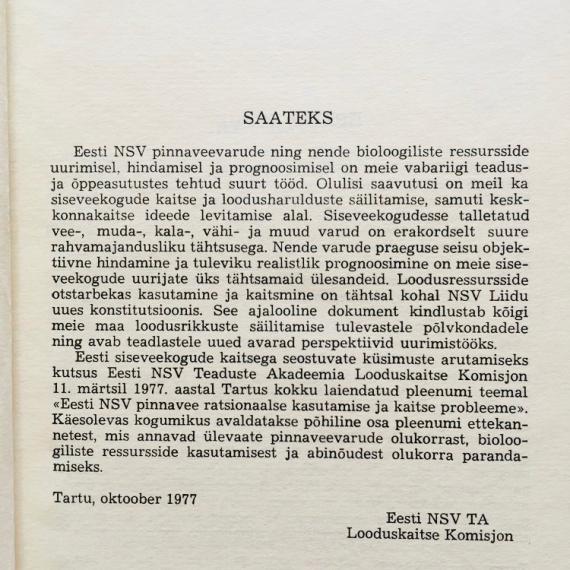 SAATEKS
Eesti NSV pinnaveevarude ning nende bioloogiliste ressursside
uurimisel, hindamisel ja prognoosimisel on meie vabariigi teadus-
ja õppeasutustes tehtud suurt tööd. Olulisi saavutusi on meil ka
siseveekogude kaitse ja loodusharulduste säilitamise, samuti kesk-
konnakaitse ideede levitamise alal. Siseveekogudesse talletatud
vee-, muda-, kala-, vähi- ja muud varud on erakordselt suure
rahvamajandusliku tähtsusega. Nende varude praeguse seisu objek-
tiivne hindamine ja tuleviku realistlik prognoosimine on meie sise-
veekogude uurijate üks tähtsamaid ülesandeid. Loodusressursside
otstarbekas kasutamine ja kaitsmine on tähtsal kohal NSV Liidu
uues konstitutsioonis. See ajalooline dokument kindlustab kõigi
meie maa loodusrikkuste säilitamise tulevastele põlvkondadele
ning avab teadlastele uued avarad perspektiivid uurimistööks.
Eesti siseveekogude kaitsega seostuvate küsimuste arutamiseks
kutsus Eesti NSV Teaduste Akadeemia Looduskaitse Komisjon
11. märtsil 1977. aastal Tartus kokku laiendatud pleenumi teemal
«Eesti NSV pinnavee ratsionaalse kasutamise ja kaitse probleeme».
Käesolevas kogumikus avaldatakse põhiline osa pleenumi ettekan-
netest, mis annavad ülevaate pinnaveevarude olukorrast, bioloo-
giliste ressursside kasutamisest ja abinõudest olukorra paranda-
miseks.
Tartu, oktoober 1977
Eesti NSV TA
Looduskaitse Komisjon